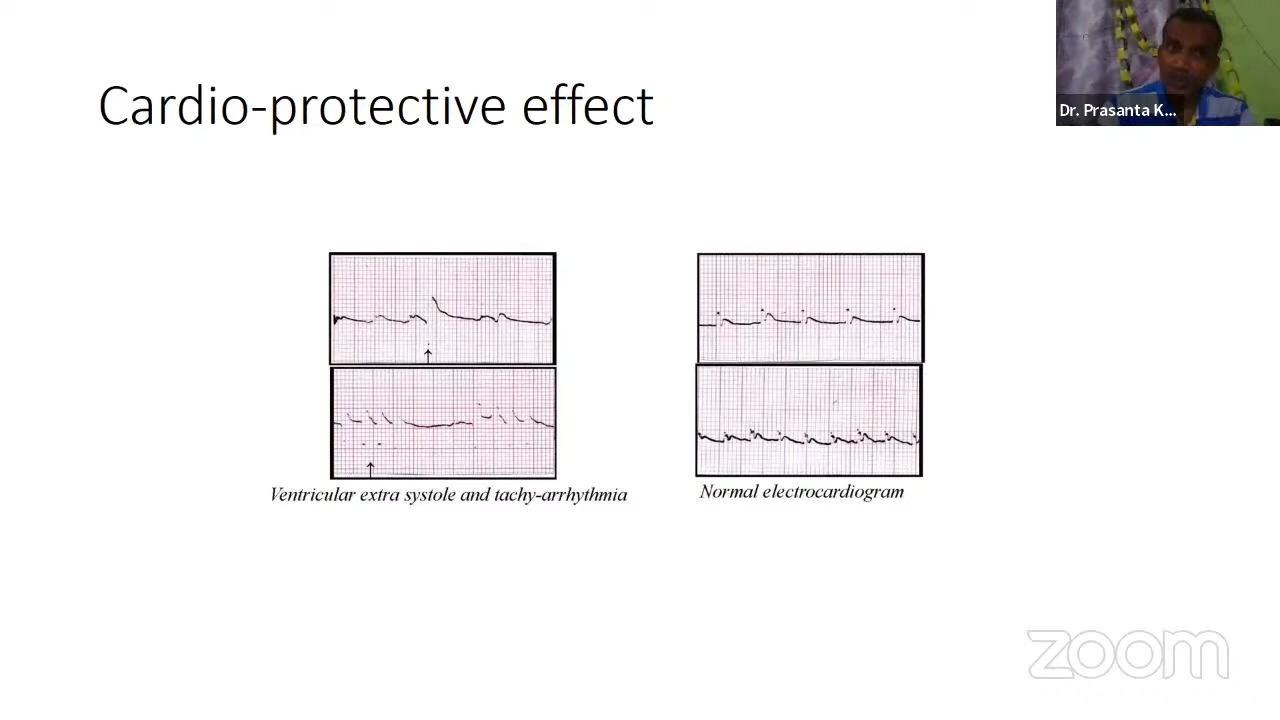 Cardio-protective effect
Dr. Prasanta K...
Ventricular extra systole and tachy-arrhythmia
Normal electrocardiogram
zoom